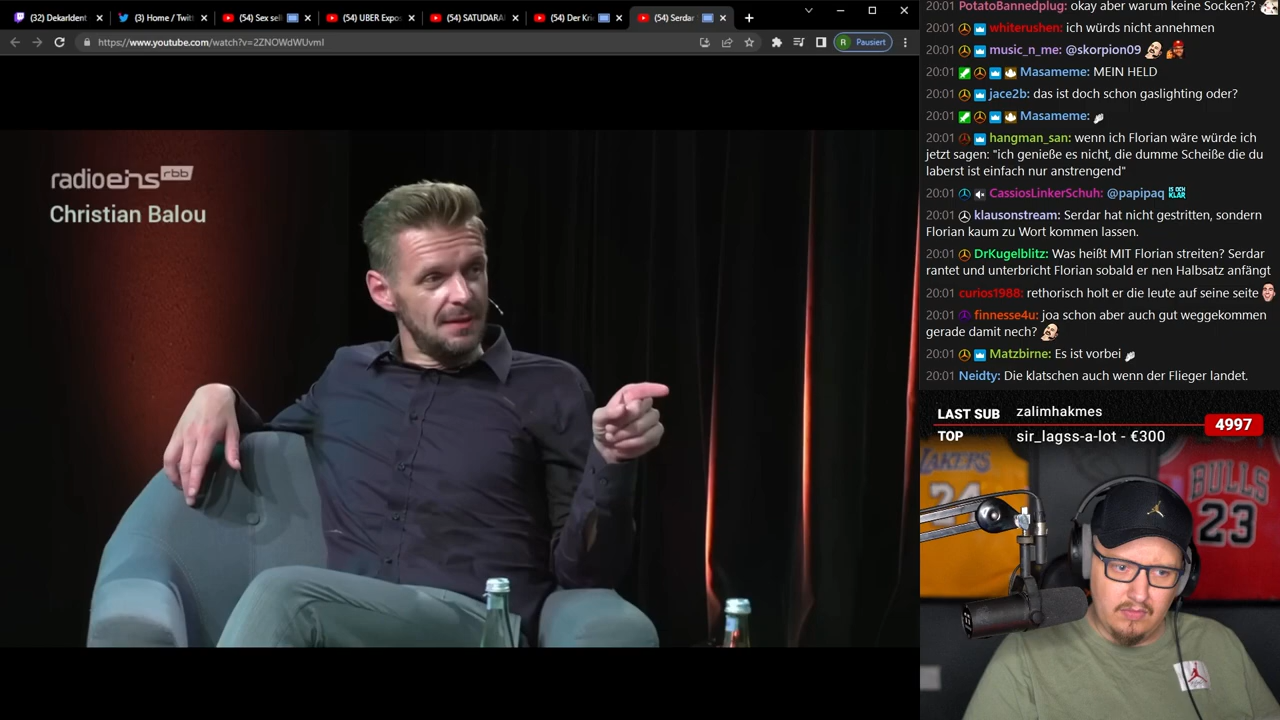 (32) DekarIdent
(3) Home / Twitt
(54) Sex sell
(54) UBER Expos
(54) SATUDARA
(54) Der Kri
(54) Serdar
https://www.youtube.com/watch?v=2ZNOWdWUvmI
R Pausiert
radioeins rbb
Christian Balou
PotatoBannedplug: okay aber warum keine Socken??
20:01 whiterushen: ich würds nicht annehmen
20:01 music_n_me: @skorpion09
20:01 Masameme: MEIN HELD
20:01 jace2b: das ist doch schon gaslighting oder?
20:01 Masameme:
20:01 hangman_san: wenn ich Florian wäre würde ich
jetzt sagen: "ich genieße es nicht, die dumme Scheiße die du
laberst ist einfach nur anstrengend"
20:01 CassiosLinkerSchuh: @papipaq
20:01 klausonstream: Serdar hat nicht gestritten, sondern
Florian kaum zu Wort kommen lassen.
20:01 DrKugelblitz: Was heißt MIT Florian streiten? Serdar
rantet und unterbricht Florian sobald er nen Halbsatz anfängt
20:01 curios1988: rethorisch holt er die leute auf seine seite
20:01 finnesse4u: joa schon aber auch gut weggekommen
gerade damit nech?
20:01 Matzbirne: Es ist vorbei
20:01 Neidty: Die klatschen auch wenn der Flieger landet.
LAST SUB zalimhakmes
4997
TOP sir_lagss-a-lot - €300
LAKERS
24
BULLS
23